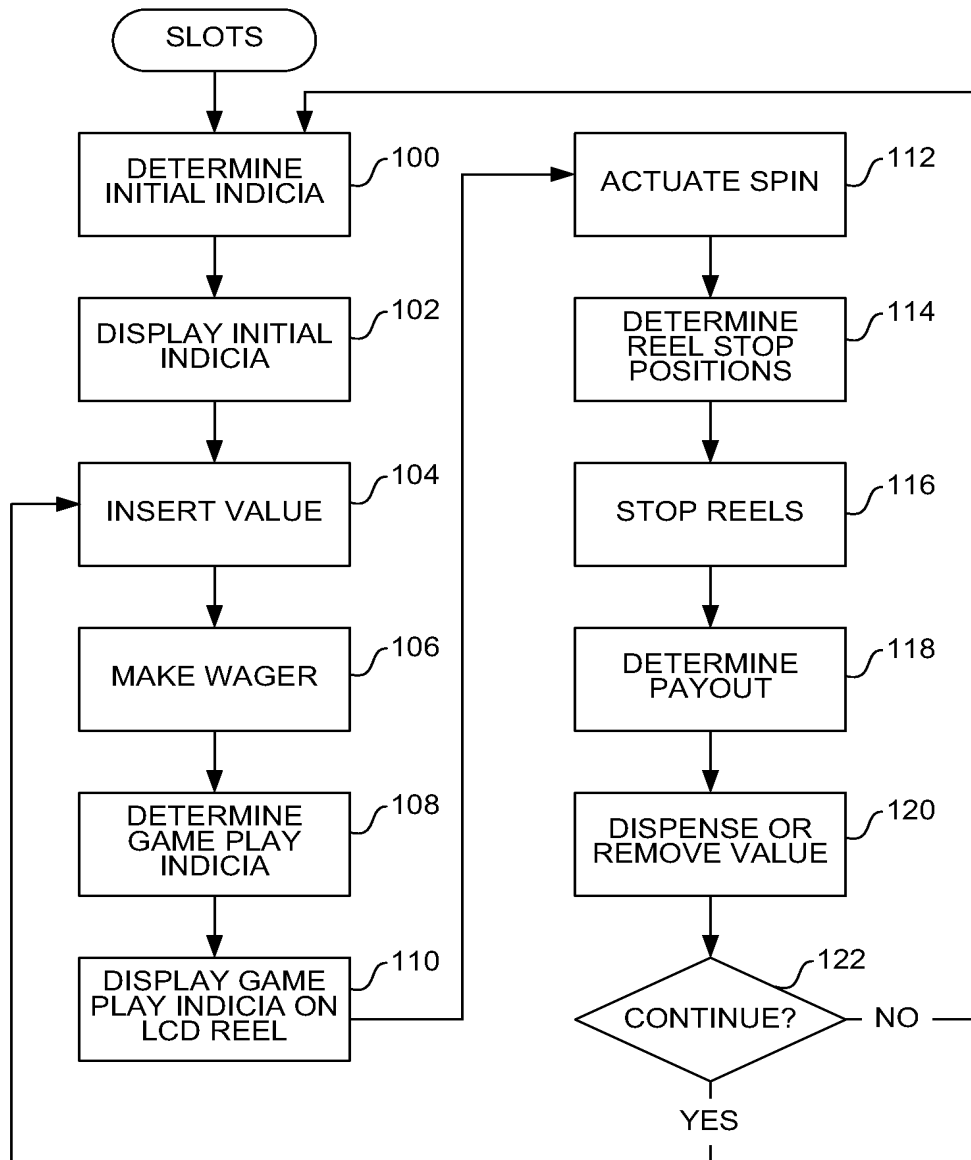 SLOTS
DETERMINE
INITIAL INDICIA
100
DISPLAY INITIAL
INDICIA
102
INSERT VALUE
104
MAKE WAGER
106
DETERMINE
GAME PLAY
INDICIA
108
DISPLAY GAME
PLAY INDICIA ON
LCD REEL
110
ACTUATE SPIN
112
DETERMINE
REEL STOP
POSITIONS
114
STOP REELS
116
DETERMINE
PAYOUT
118
DISPENSE OR
REMOVE VALUE
120
CONTINUE?
122
NO
YES